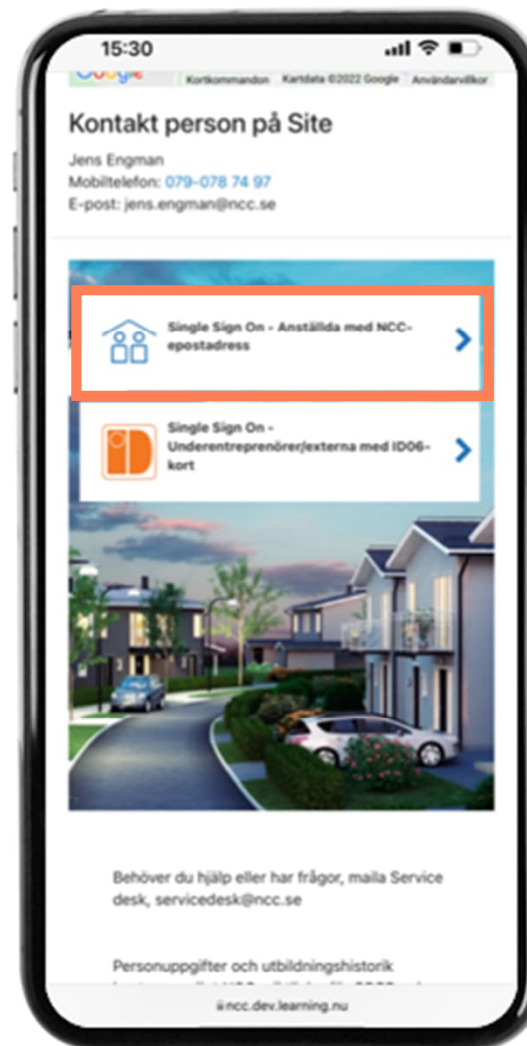 15:30
Google Kortkommandon Kartdata ©2022 Google Användarvillkor
Kontakt person på Site
Jens Engman
Mobiltelefon: 079-078 74 97
E-post: jens.engman@ncc.se
Single Sign On - Anställda med NCC-
epostadress
Single Sign On -
Underentreprenörer/externa med ID06-
kort
Behöver du hjälp eller har frågor, maila Service
desk, servicedesk@ncc.se
Personuppgifter och utbildningshistorik
ncc.dev.learning.nu